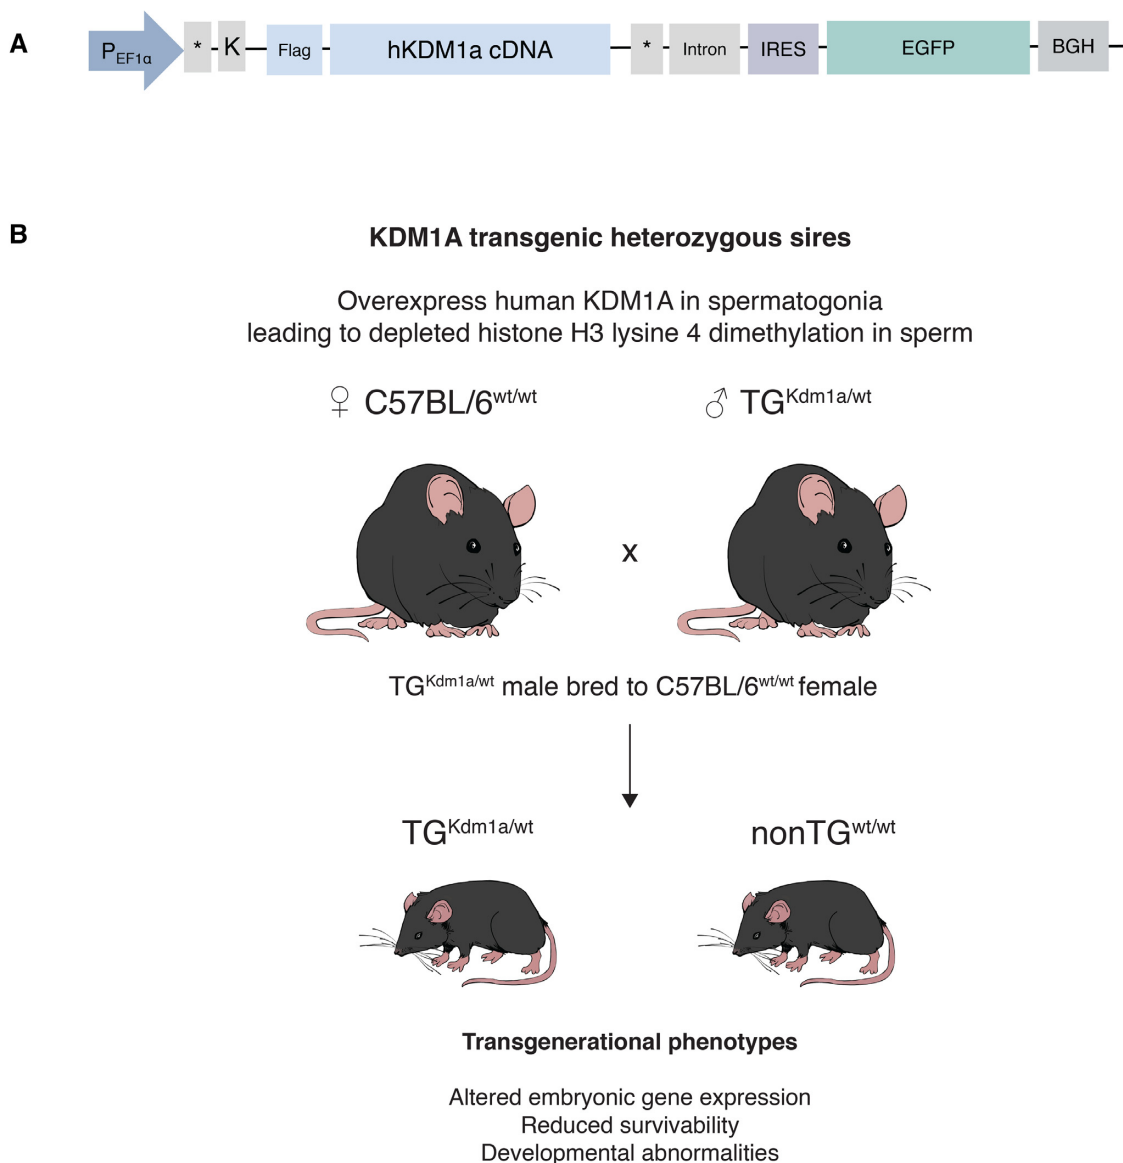 A
PEF1α * K Flag hKDM1a cDNA * Intron IRES EGFP BGH
B
KDM1A transgenic heterozygous sires
Overexpress human KDM1A in spermatogonia
leading to depleted histone H3 lysine 4 dimethylation in sperm
♀ C57BL/6wt/wt ♂ TGKdm1a/wt
x
TGKdm1a/wt male bred to C57BL/6wt/wt female
TGKdm1a/wt nonTGwt/wt
Transgenerational phenotypes
Altered embryonic gene expression
Reduced survivability
Developmental abnormalities